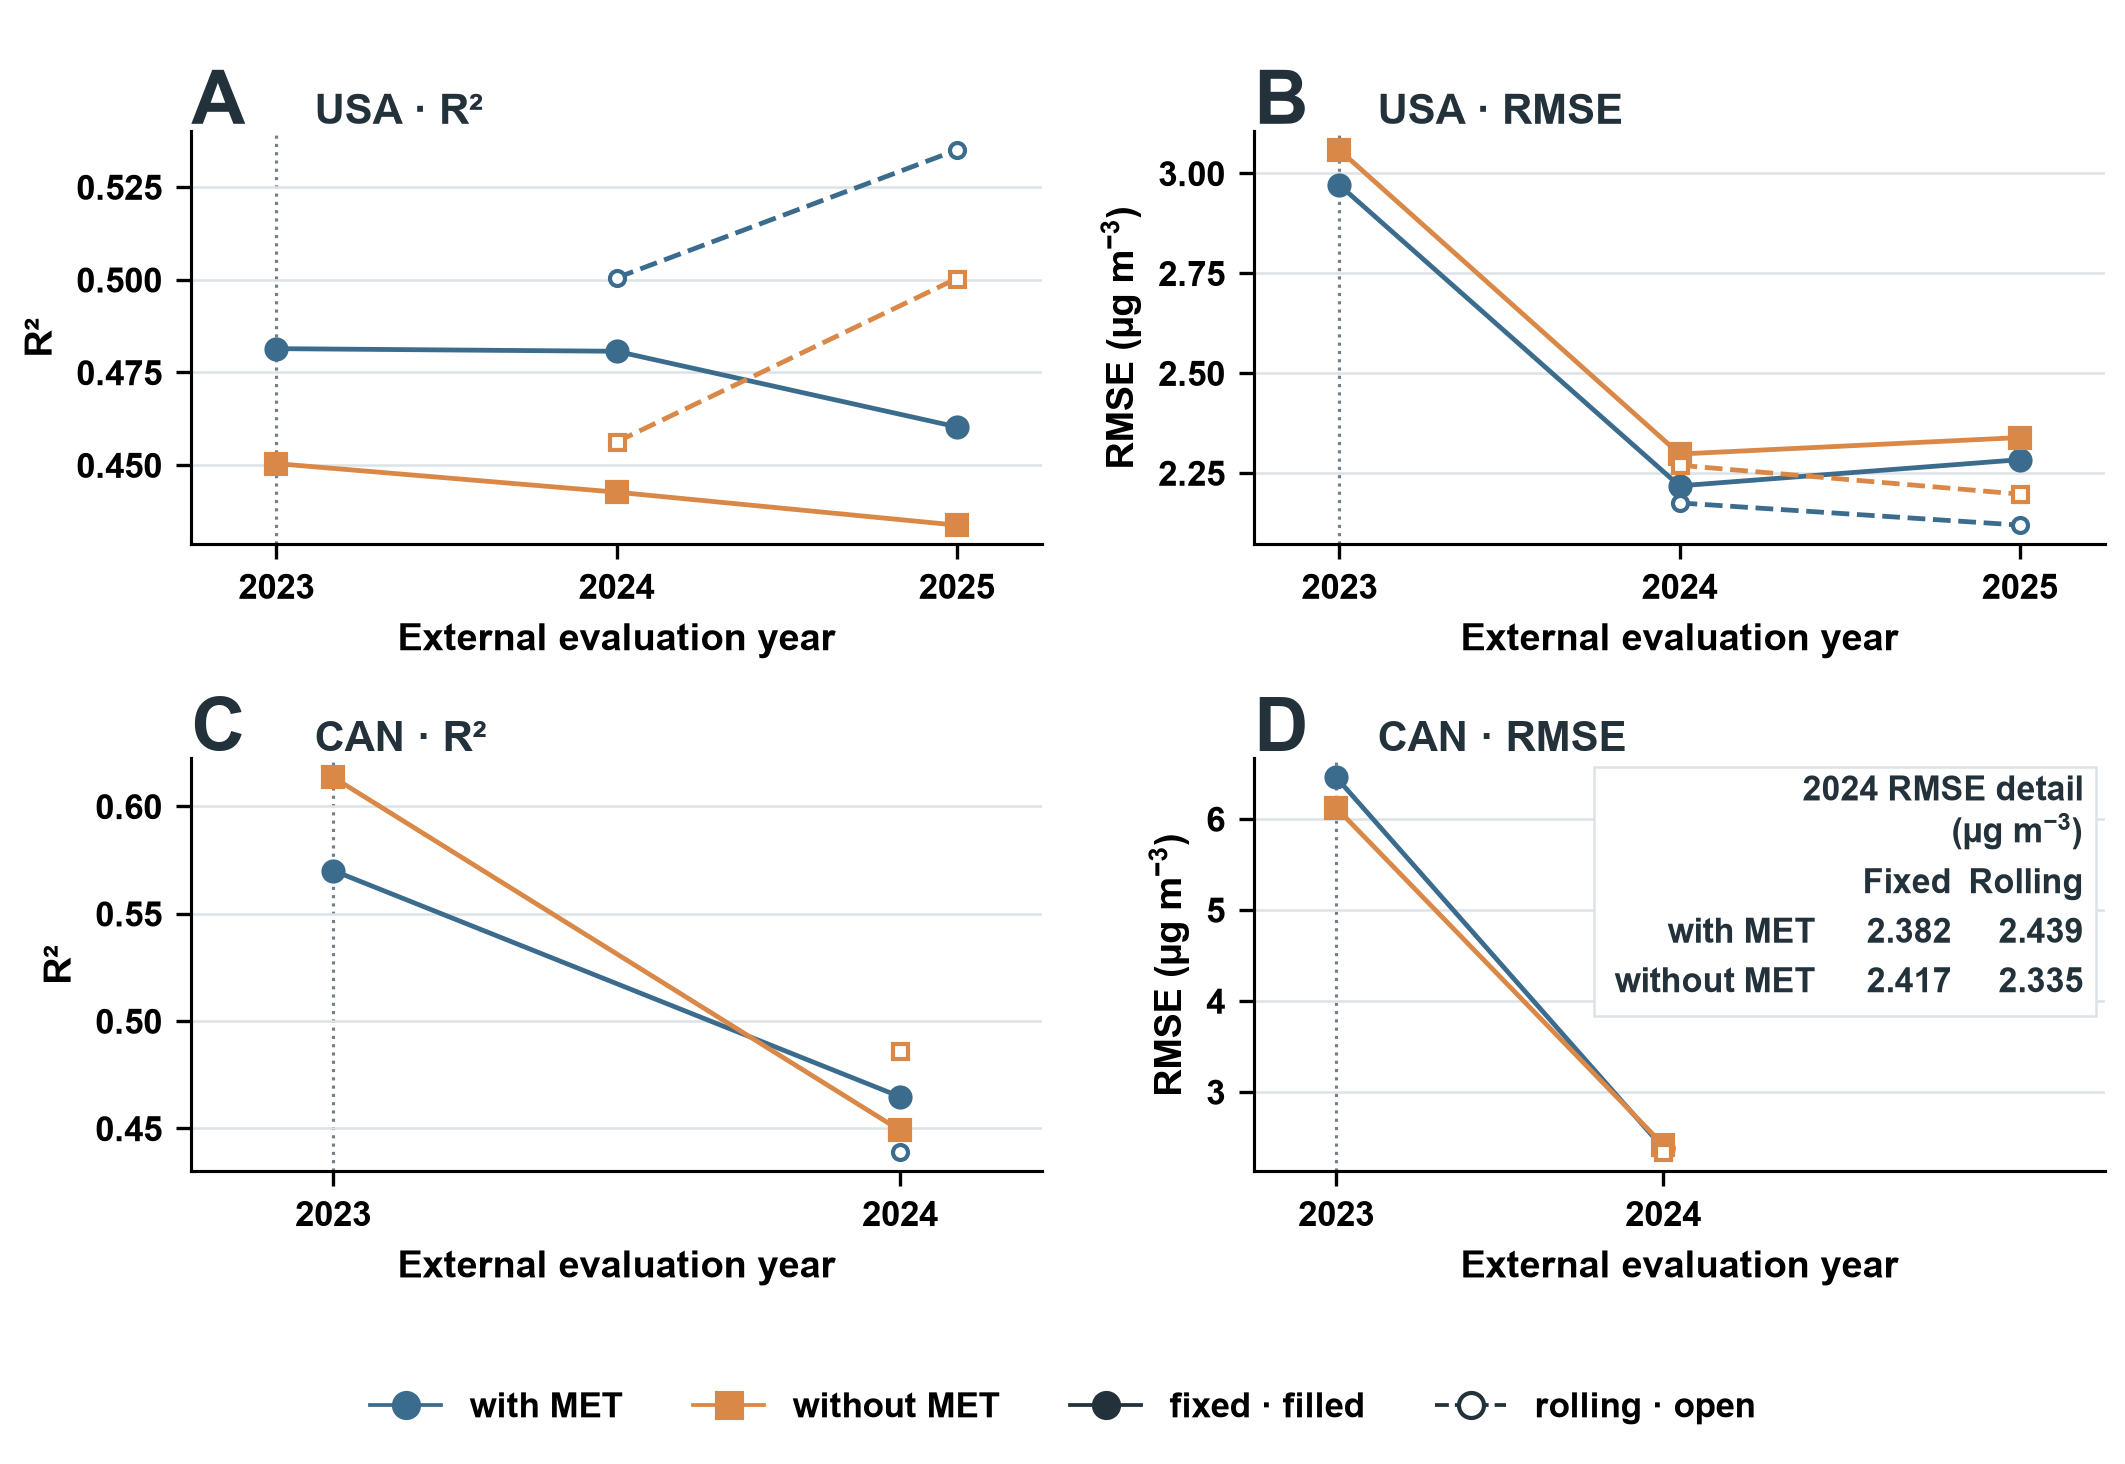 A
USA · R²
0.525
0.500
0.475
0.450
R²
2023 2024 2025
External evaluation year
B
USA · RMSE
3.00
2.75
2.50
2.25
RMSE (µg m⁻³)
2023 2024 2025
External evaluation year
C
CAN · R²
0.60
0.55
0.50
0.45
R²
2023 2024
External evaluation year
D
CAN · RMSE
6
5
4
3
RMSE (µg m⁻³)
2024 RMSE detail
(µg m⁻³)
Fixed Rolling
with MET 2.382 2.439
without MET 2.417 2.335
2023 2024
External evaluation year
with MET without MET fixed · filled rolling · open